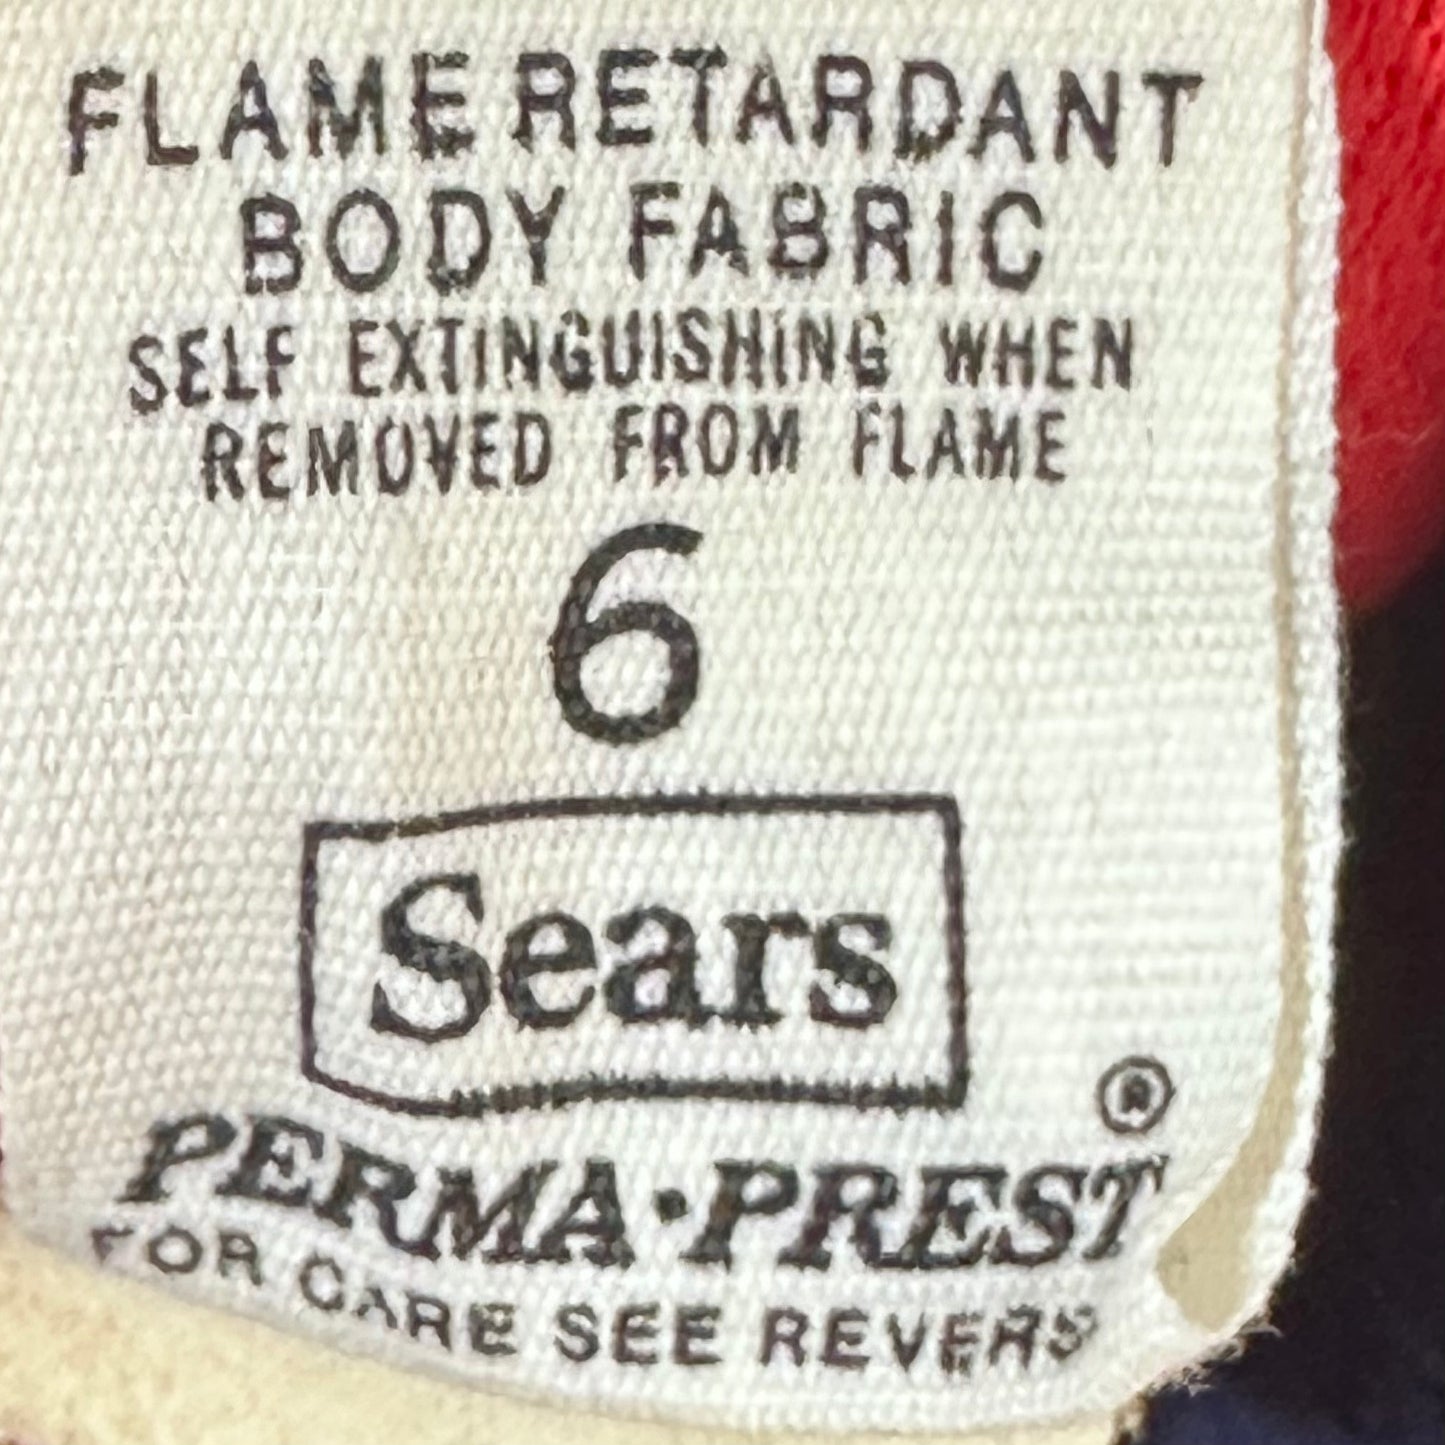 FLAME RETARDANT
BODY FABRIC
SELF EXTINGUISHING WHEN
REMOVED FROM FLAME
6
Sears
®
PERMA·PREST
FOR CARE SEE REVERS